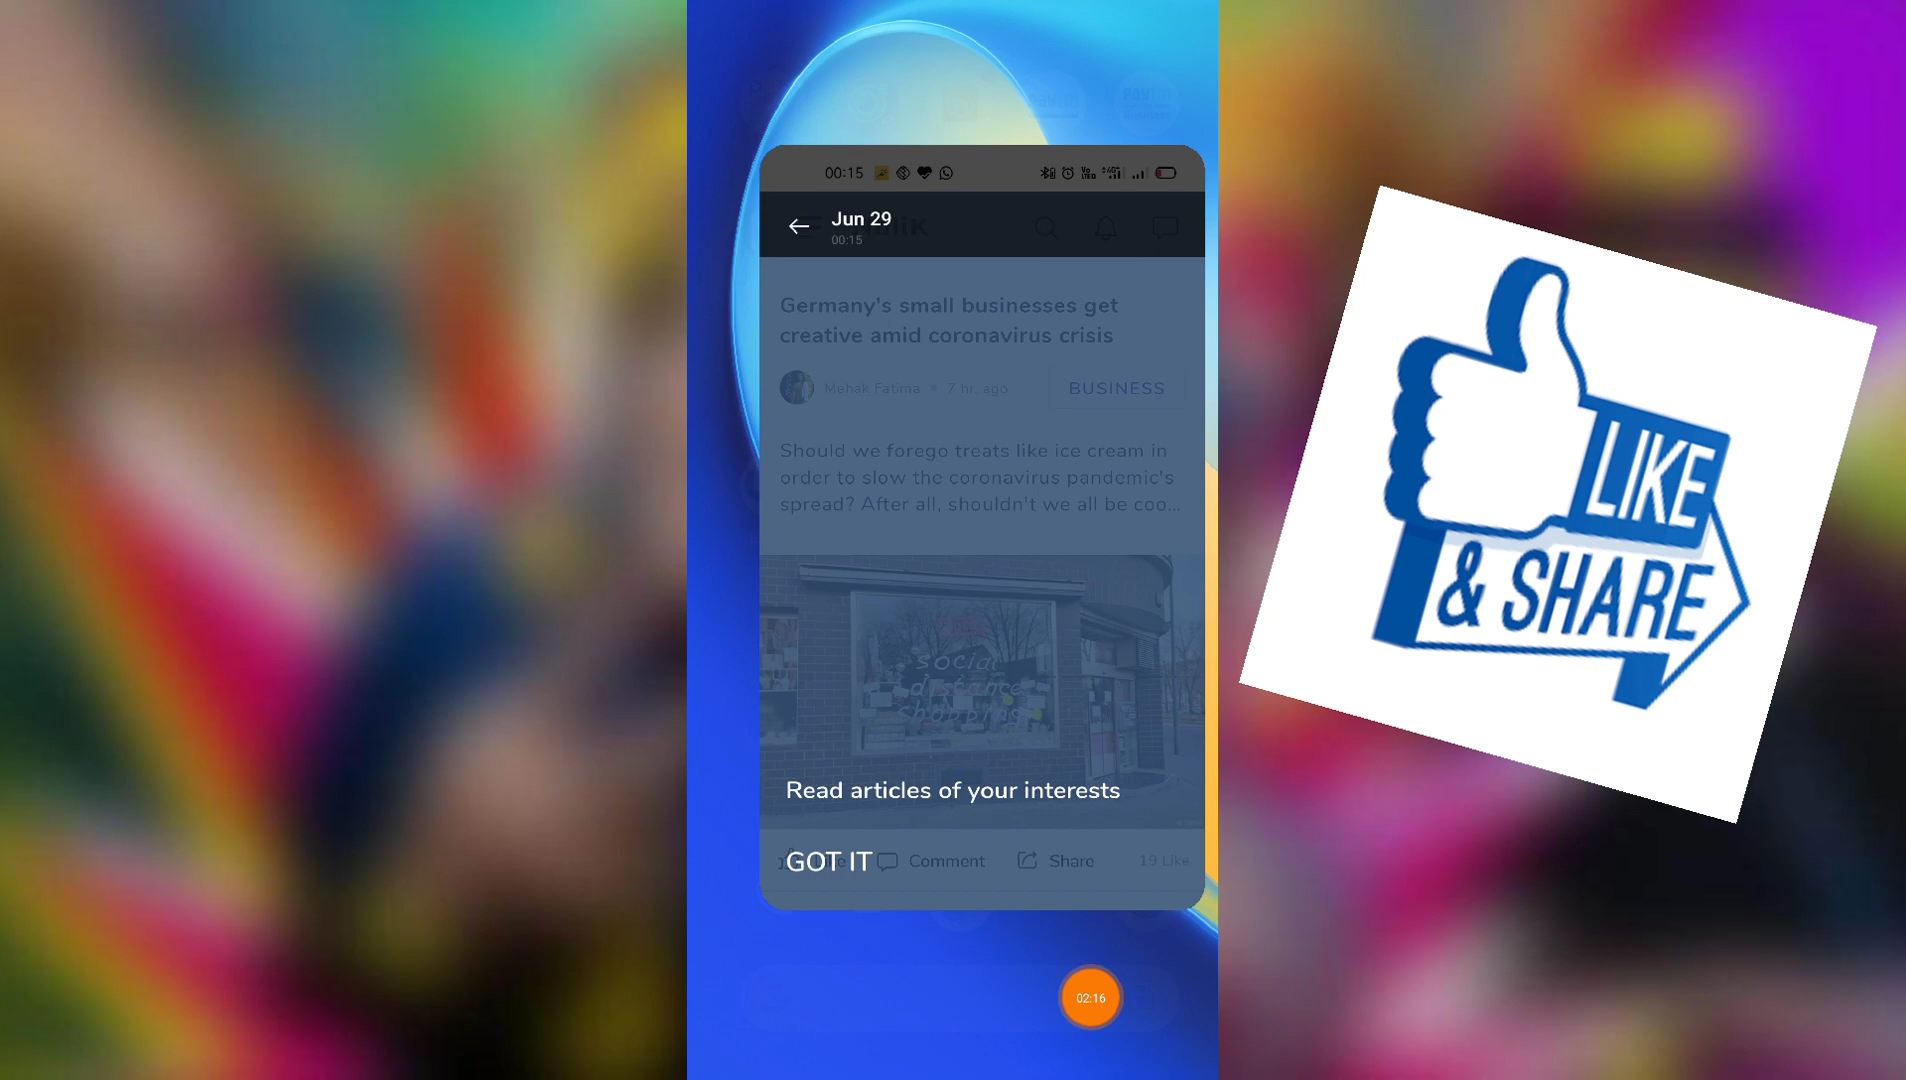 00:15
Jun 29
00:15
Germany's small businesses get
creative amid coronavirus crisis
Mehak Fatima • 7 hr. ago
BUSINESS
Should we forego treats like ice cream in
order to slow the coronavirus pandemic's
spread? After all, shouldn't we all be coo...
social
distance
shopping
Read articles of your interests
GOT IT
Comment
Share
19 Like
02:16
LIKE
& SHARE